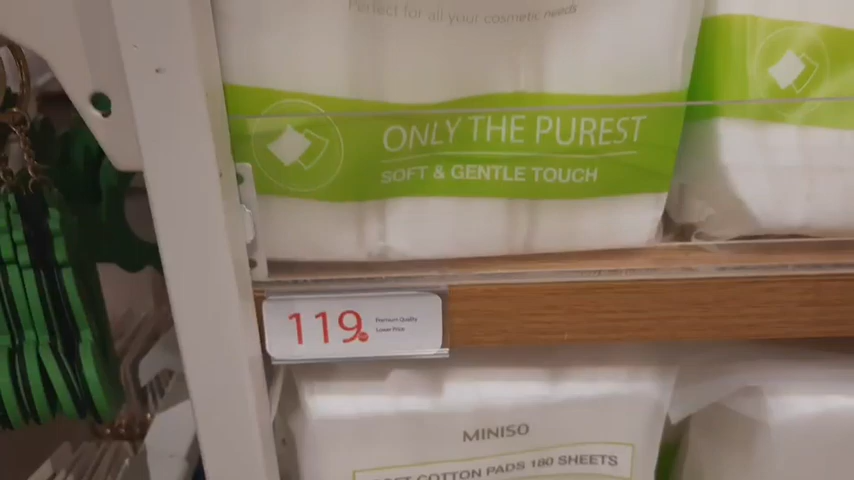 Perfect for all your cosmetic needs
ONLY THE PUREST
SOFT & GENTLE TOUCH
119
Premium Quality
Lower Price
MINISO
SOFT COTTON PADS 180 SHEETS